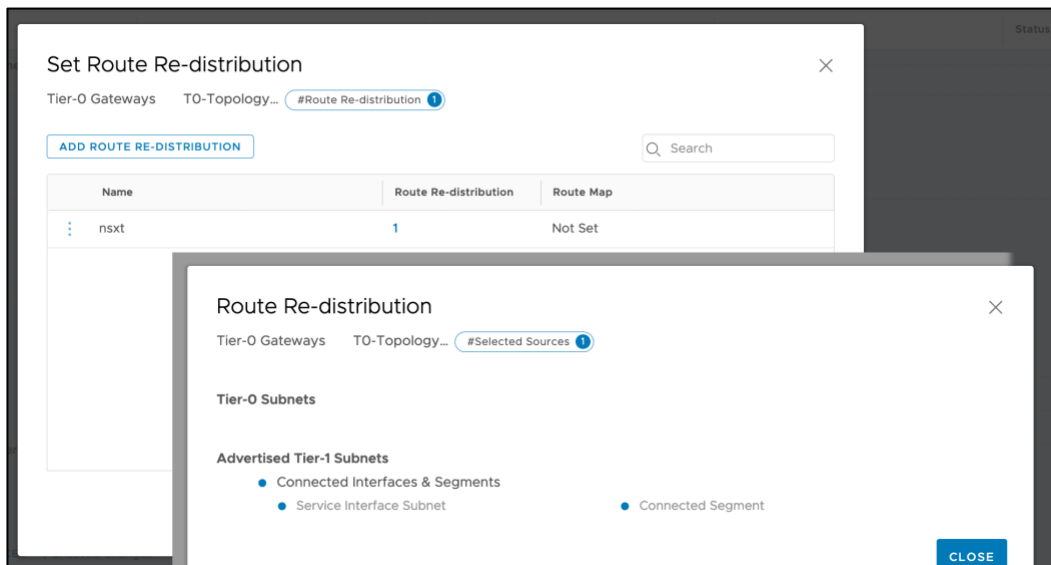 Status
Set Route Re-distribution
Tier-0 Gateways T0-Topology... #Route Re-distribution 1
ADD ROUTE RE-DISTRIBUTION Search
Name Route Re-distribution Route Map
nsxt 1 Not Set
Route Re-distribution
Tier-0 Gateways T0-Topology... #Selected Sources 1
Tier-0 Subnets
Advertised Tier-1 Subnets
Connected Interfaces & Segments
Service Interface Subnet Connected Segment
CLOSE